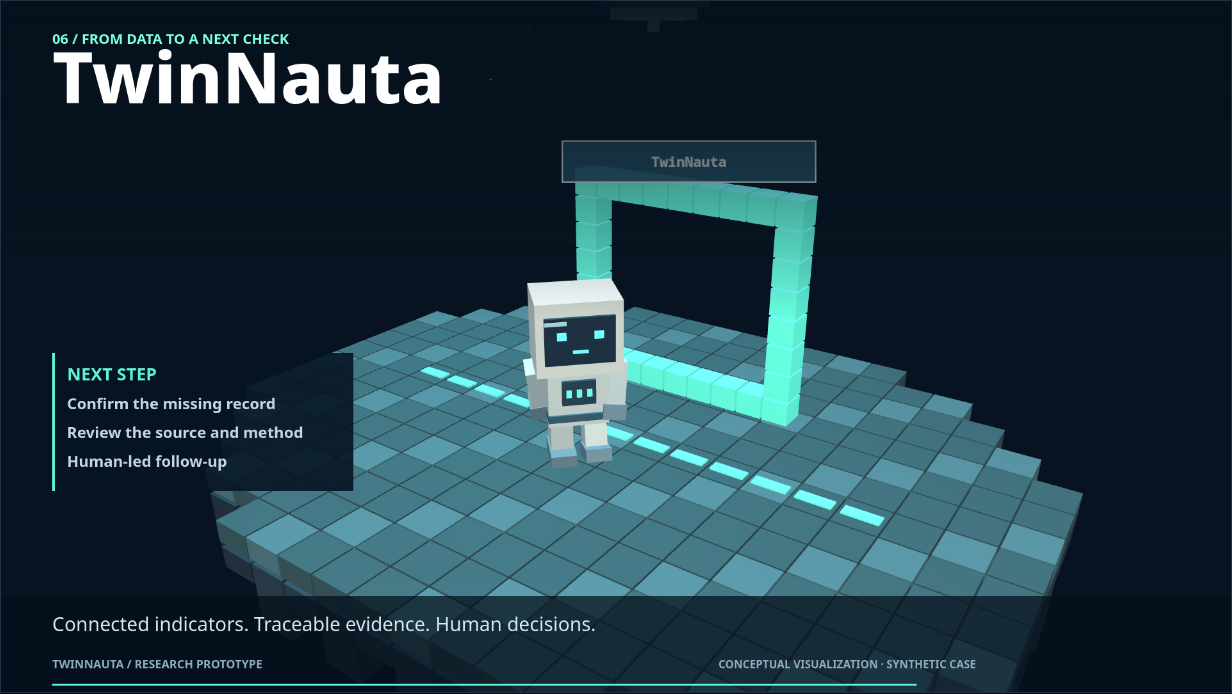 06 / FROM DATA TO A NEXT CHECK
TwinNauta
TwinNauta
NEXT STEP
Confirm the missing record
Review the source and method
Human-led follow-up
Connected indicators. Traceable evidence. Human decisions.
TWINNAUTA / RESEARCH PROTOTYPE
CONCEPTUAL VISUALIZATION · SYNTHETIC CASE